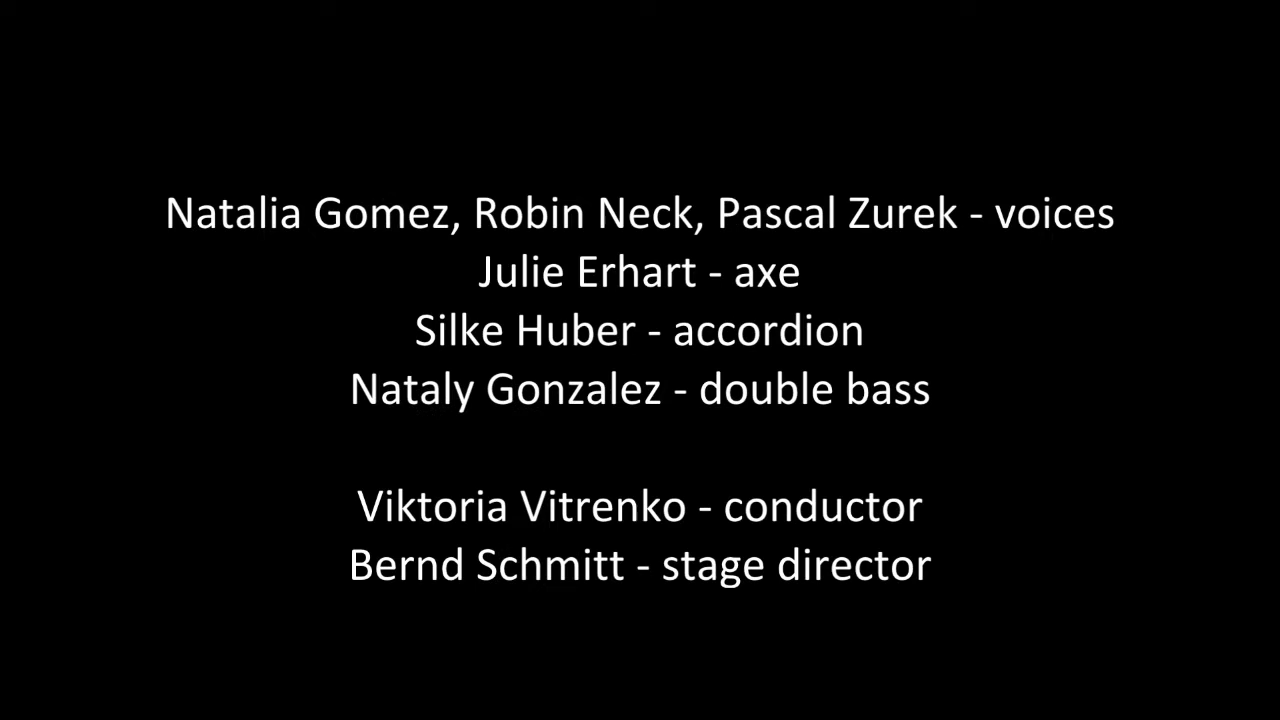 Natalia Gomez, Robin Neck, Pascal Zurek - voices
Julie Erhart - axe
Silke Huber - accordion
Nataly Gonzalez - double bass
Viktoria Vitrenko - conductor
Bernd Schmitt - stage director